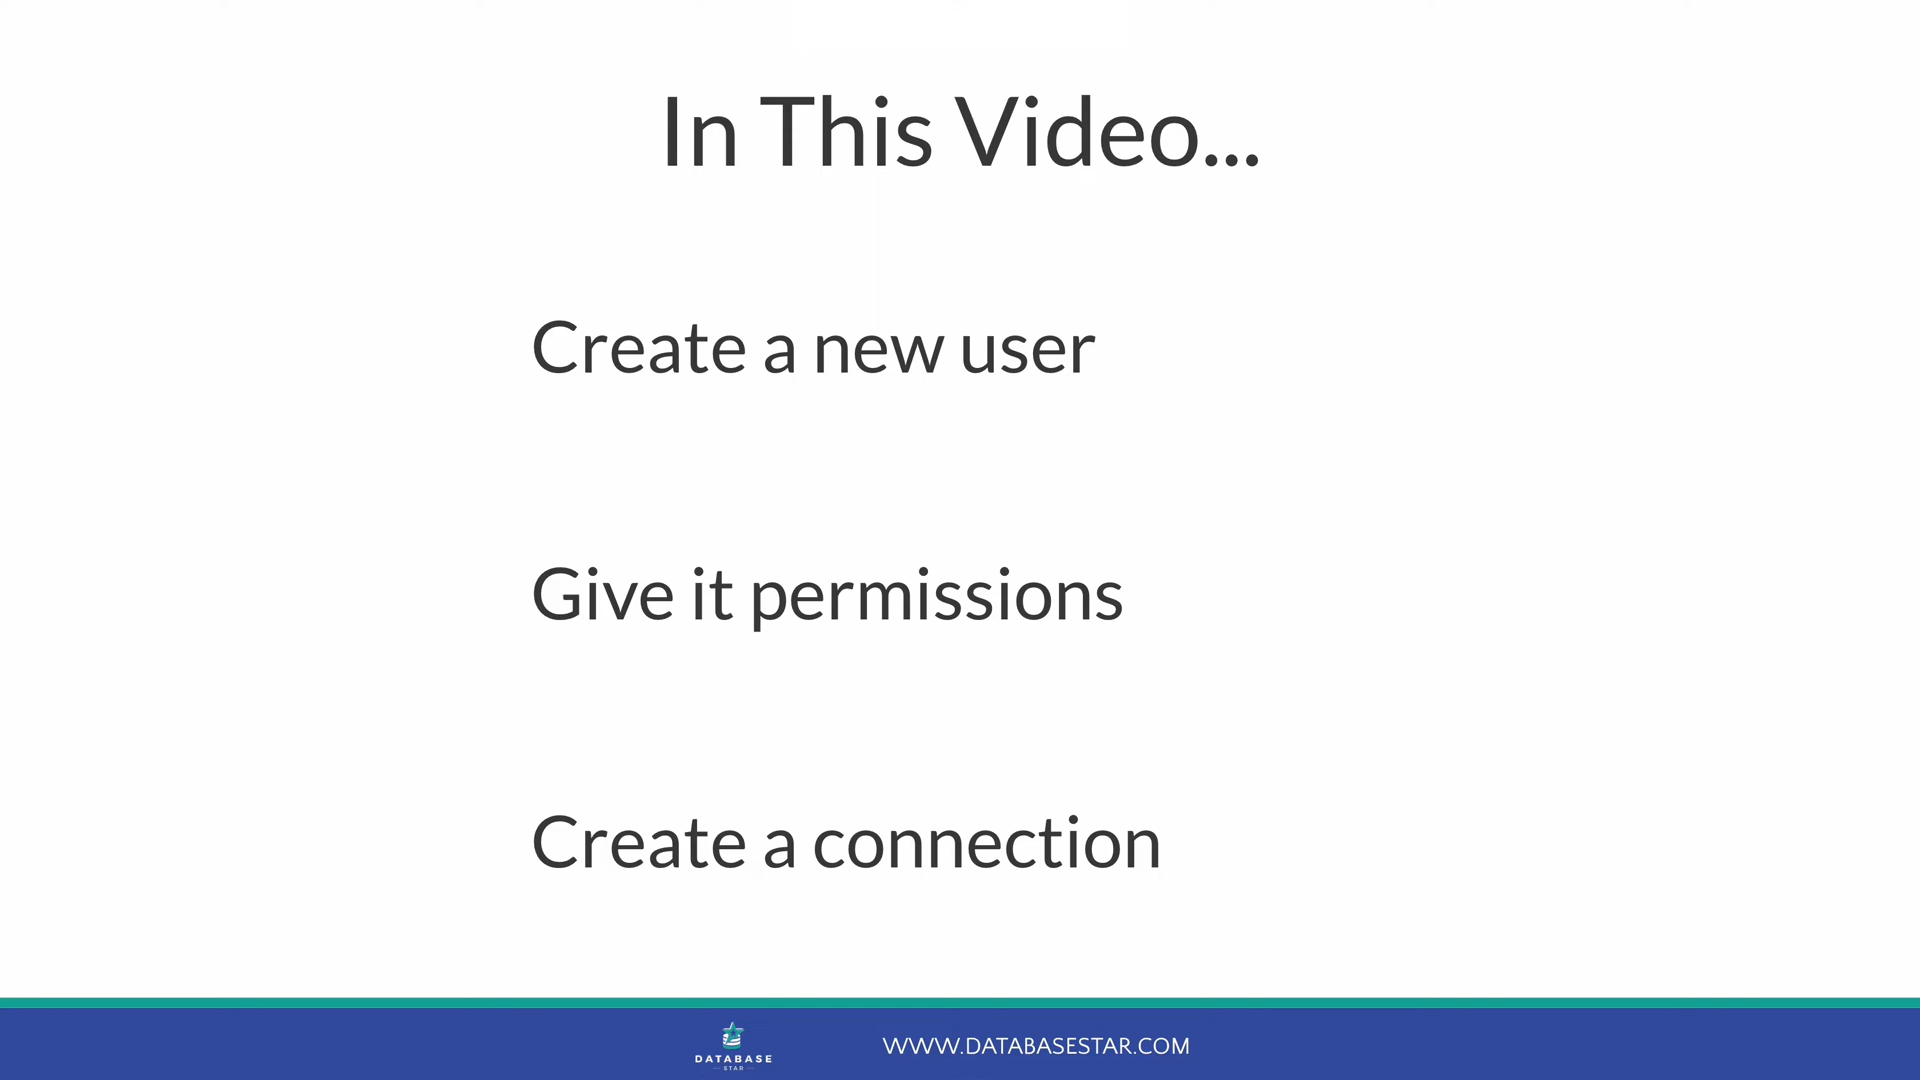 In This Video...
Create a new user
Give it permissions
Create a connection
DATABASE
STAR
WWW.DATABASESTAR.COM